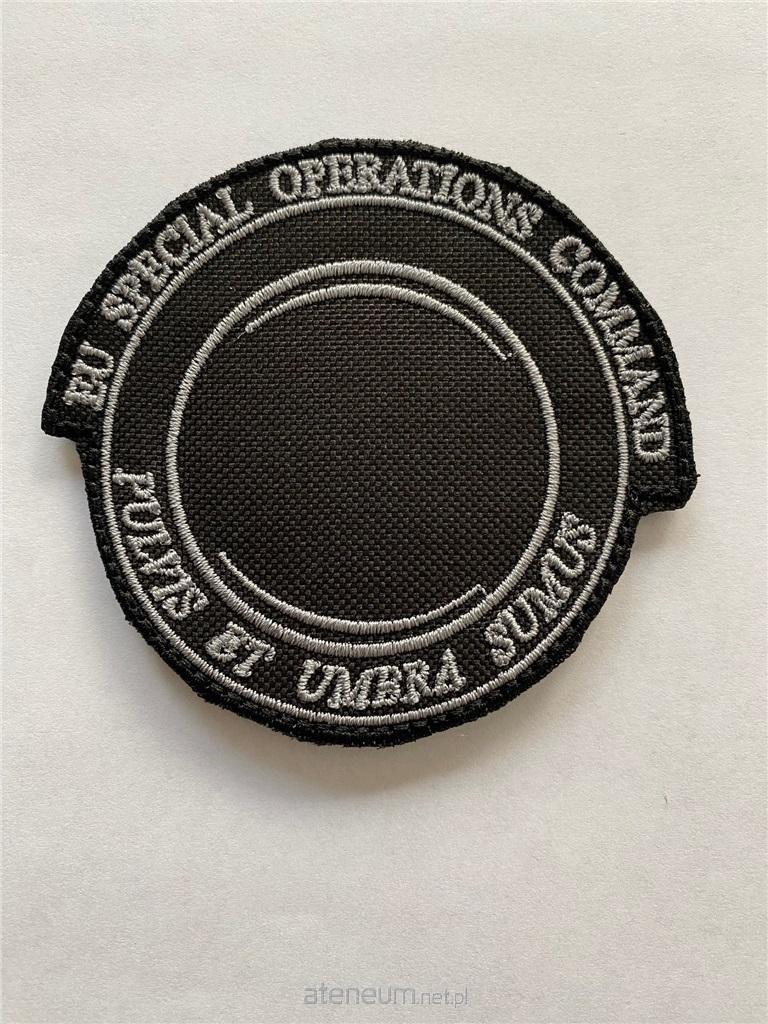 EU SPECIAL OPERATIONS COMMAND
PULVIS ET UMBRA SUMUS
ateneum.net.pl